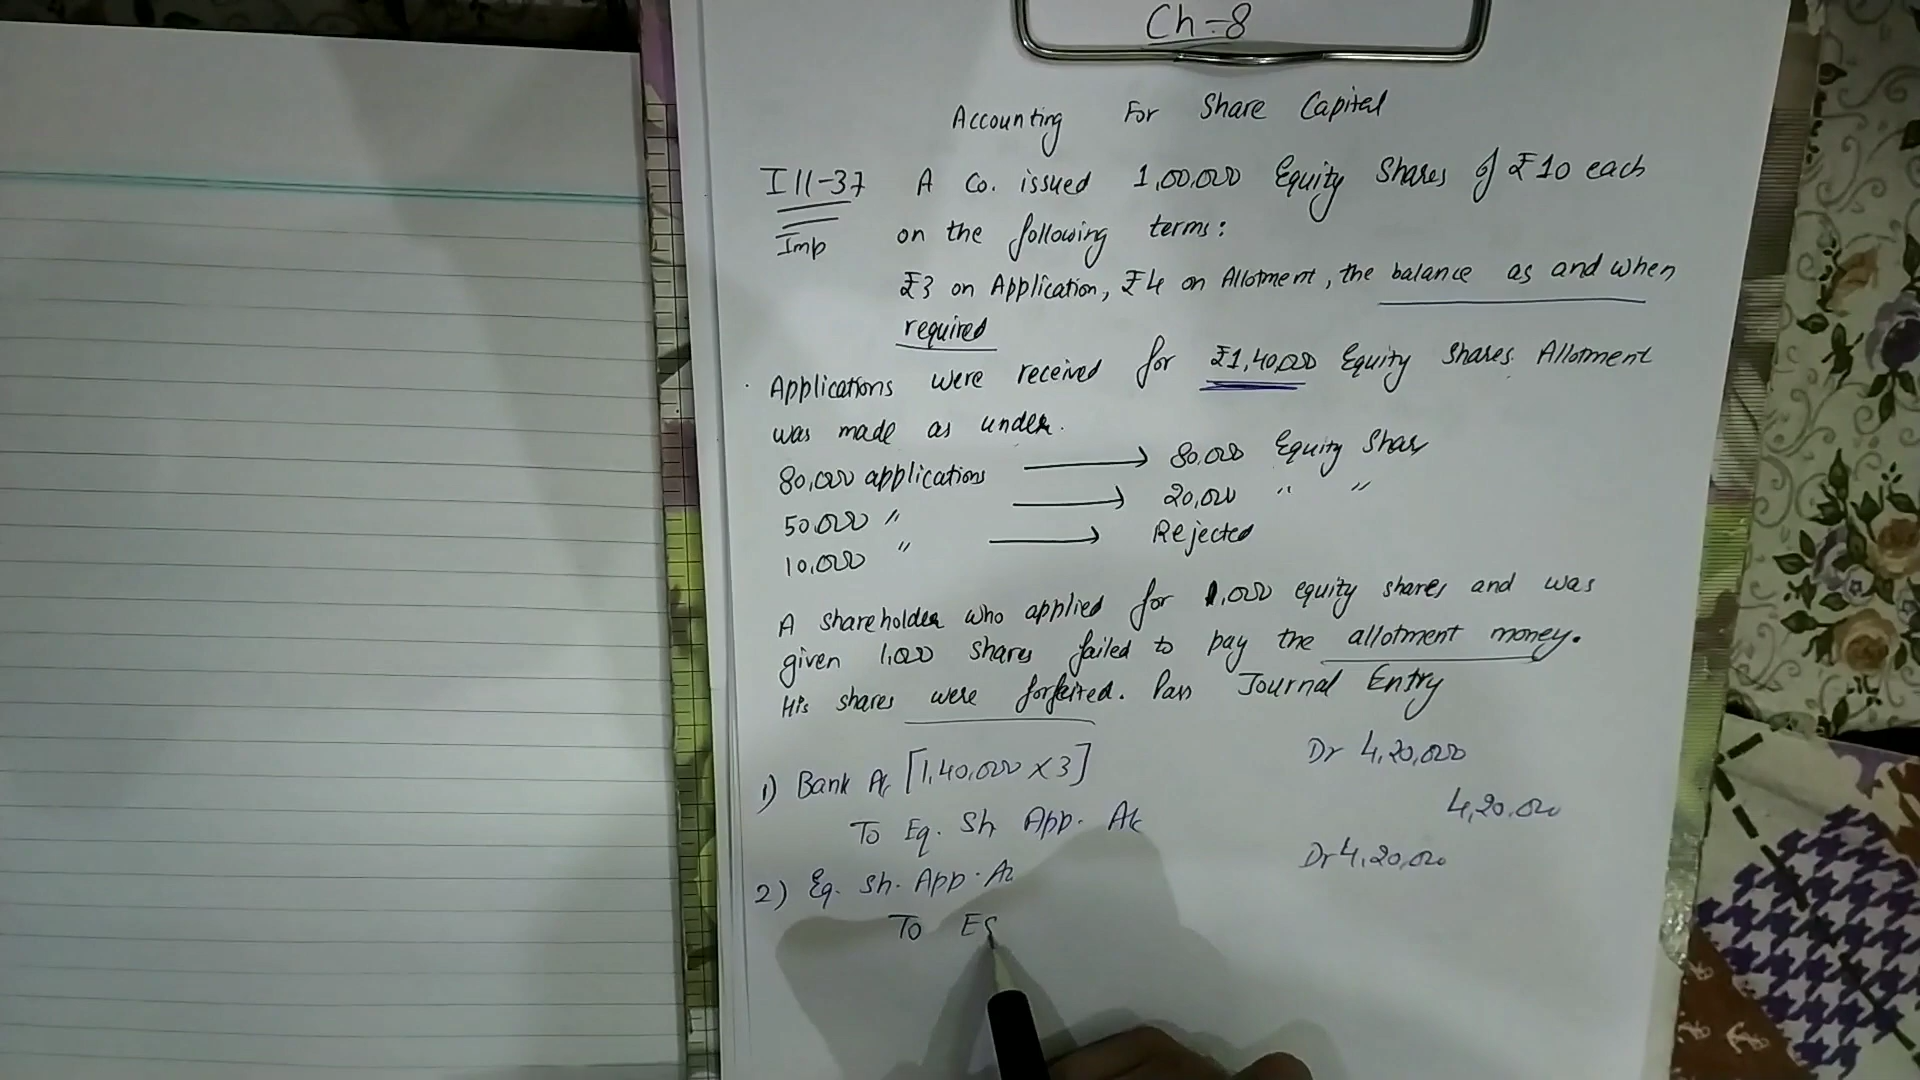 Ch-8
Accounting For Share Capital
Ill-37 A Co. issued 1,00,000 Equity Shares of ₹10 each
Imp on the following terms:
₹3 on Application, ₹4 on Allotment, the balance as and when
required
Applications were received for ₹1,40,000 Equity Shares. Allotment
was made as under.
80,000 applications → 80,000 Equity Share
50,000 " → 20,000 " "
10,000 " → Rejected
A shareholder who applied for 1,000 equity shares and was
given 1,000 shares failed to pay the allotment money.
His shares were forfeited. Pass Journal Entry
1) Bank A/c [1,40,000 X 3] Dr 4,20,000
To Eq. Sh App. A/c 4,20,000
2) Eq. Sh. App. A/c Dr 4,20,000
To ES